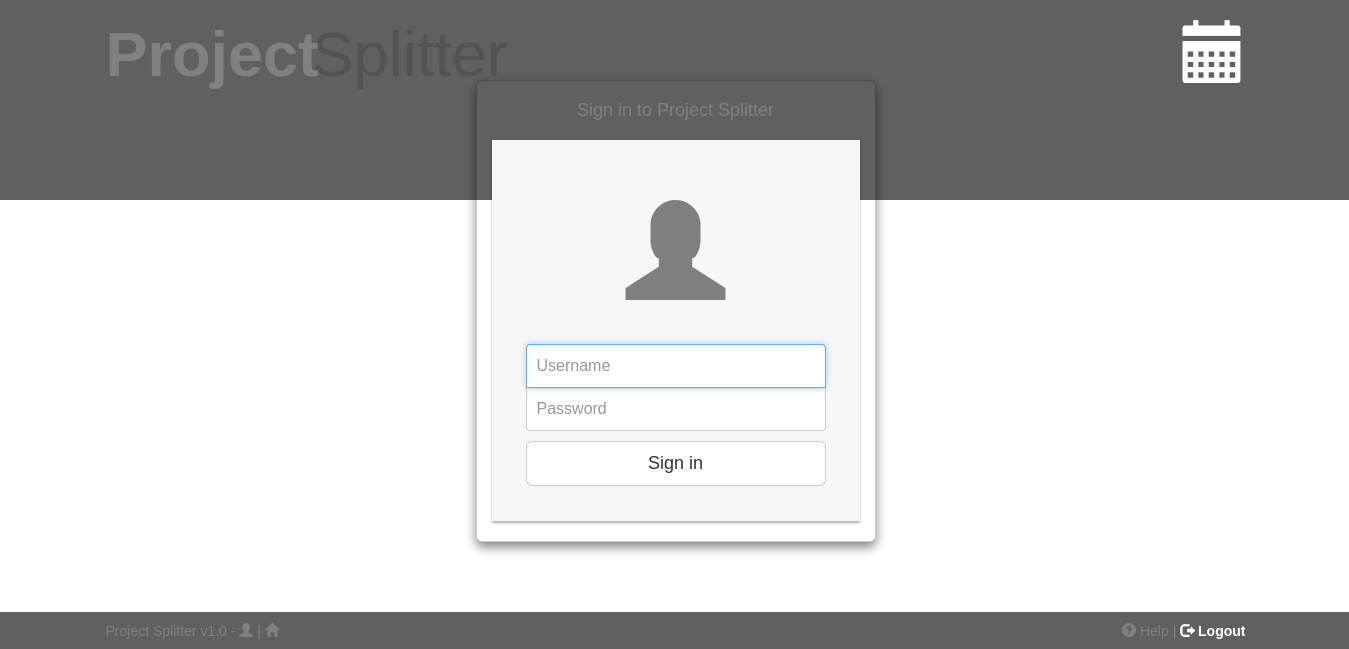 ProjectSplitter
Sign in to Project Splitter
Username
Password
Sign in
Project Splitter v1.0 - |
Help | Logout